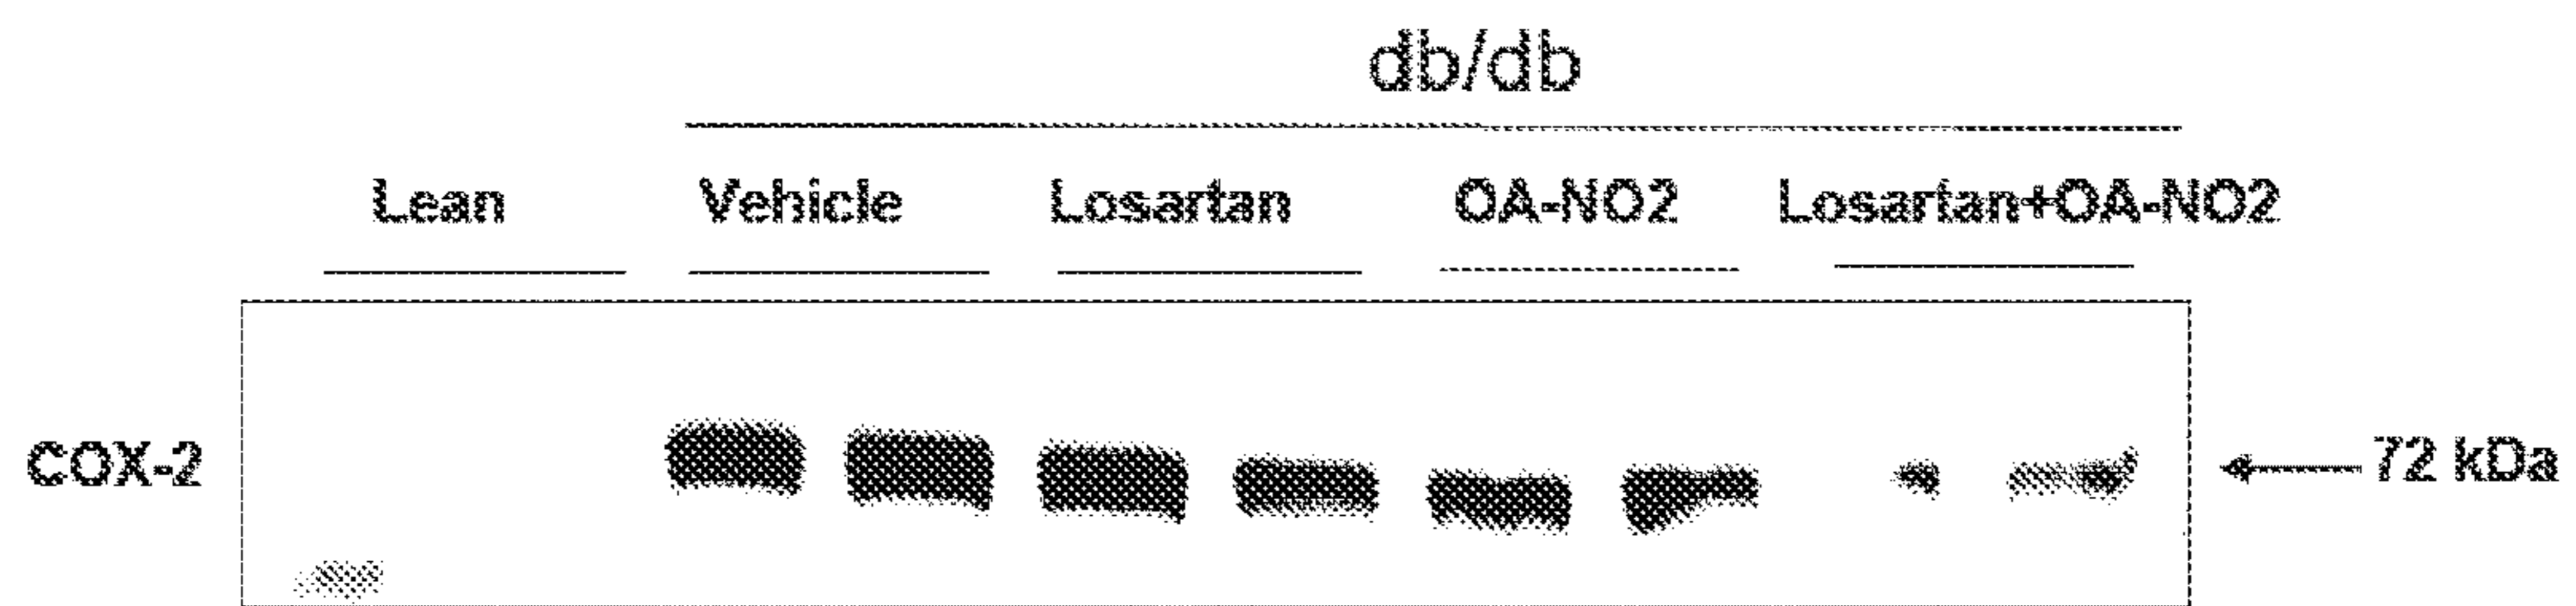 db/db
Lean Vehicle Losartan OA-NO2 Losartan+OA-NO2
COX-2 72 kDa